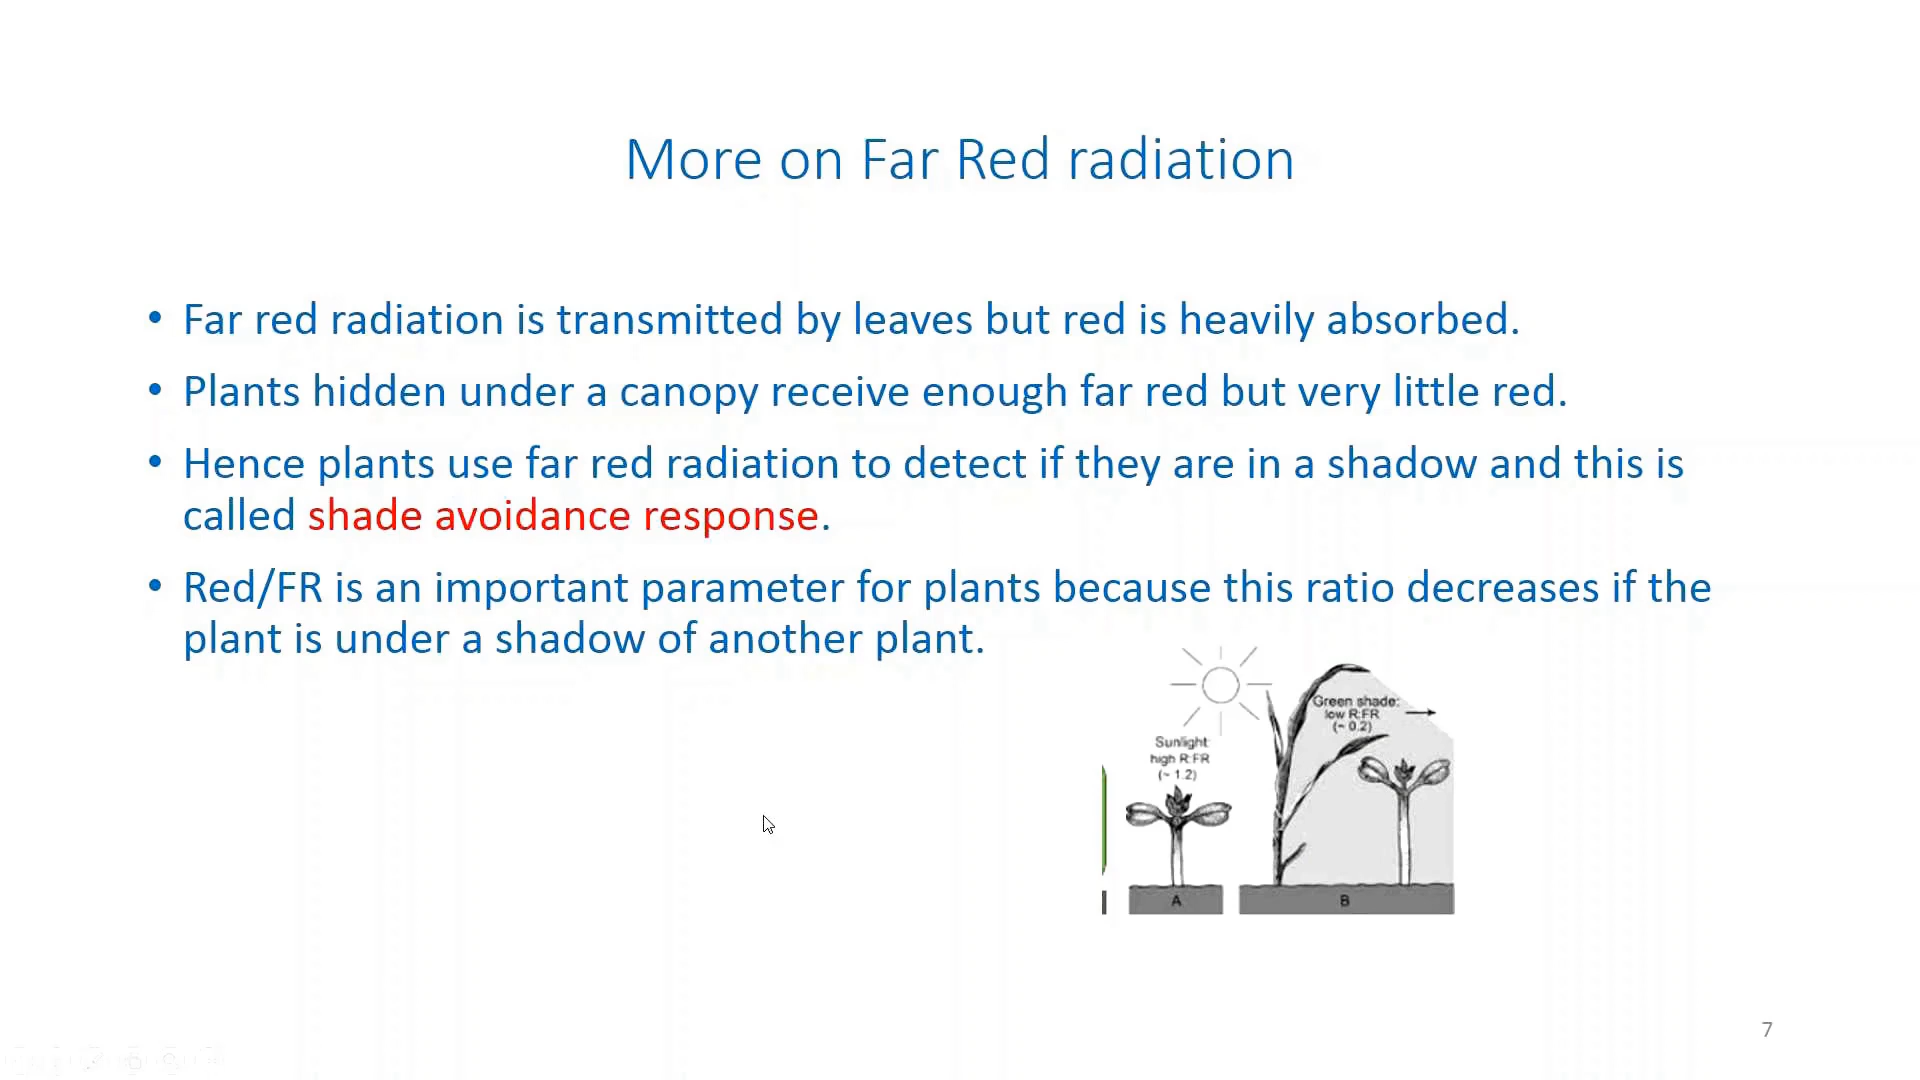 More on Far Red radiation
• Far red radiation is transmitted by leaves but red is heavily absorbed.
• Plants hidden under a canopy receive enough far red but very little red.
• Hence plants use far red radiation to detect if they are in a shadow and this is
called shade avoidance response.
• Red/FR is an important parameter for plants because this ratio decreases if the
plant is under a shadow of another plant.
Green shade:
low R:FR
(~ 0.2)
Sunlight:
high R:FR
(~ 1.2)
A
B
7